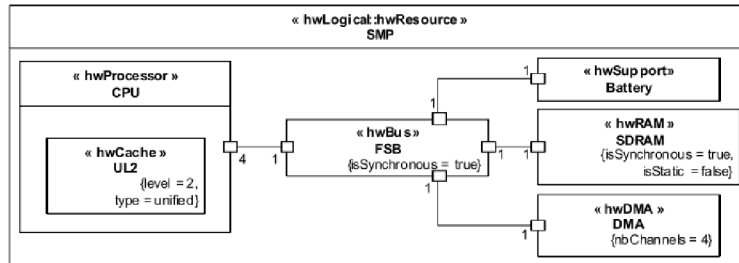 « hwLogical::hwResource »
SMP
« hwProcessor »
CPU
« hwCache »
UL2
{level = 2,
type = unified}
4
1
« hwBus »
FSB
{isSynchronous = true}
1
1
1
1
« hwSupport»
Battery
1
« hwRAM »
SDRAM
{isSynchronous = true,
isStatic = false}
1
« hwDMA »
DMA
{nbChannels = 4}